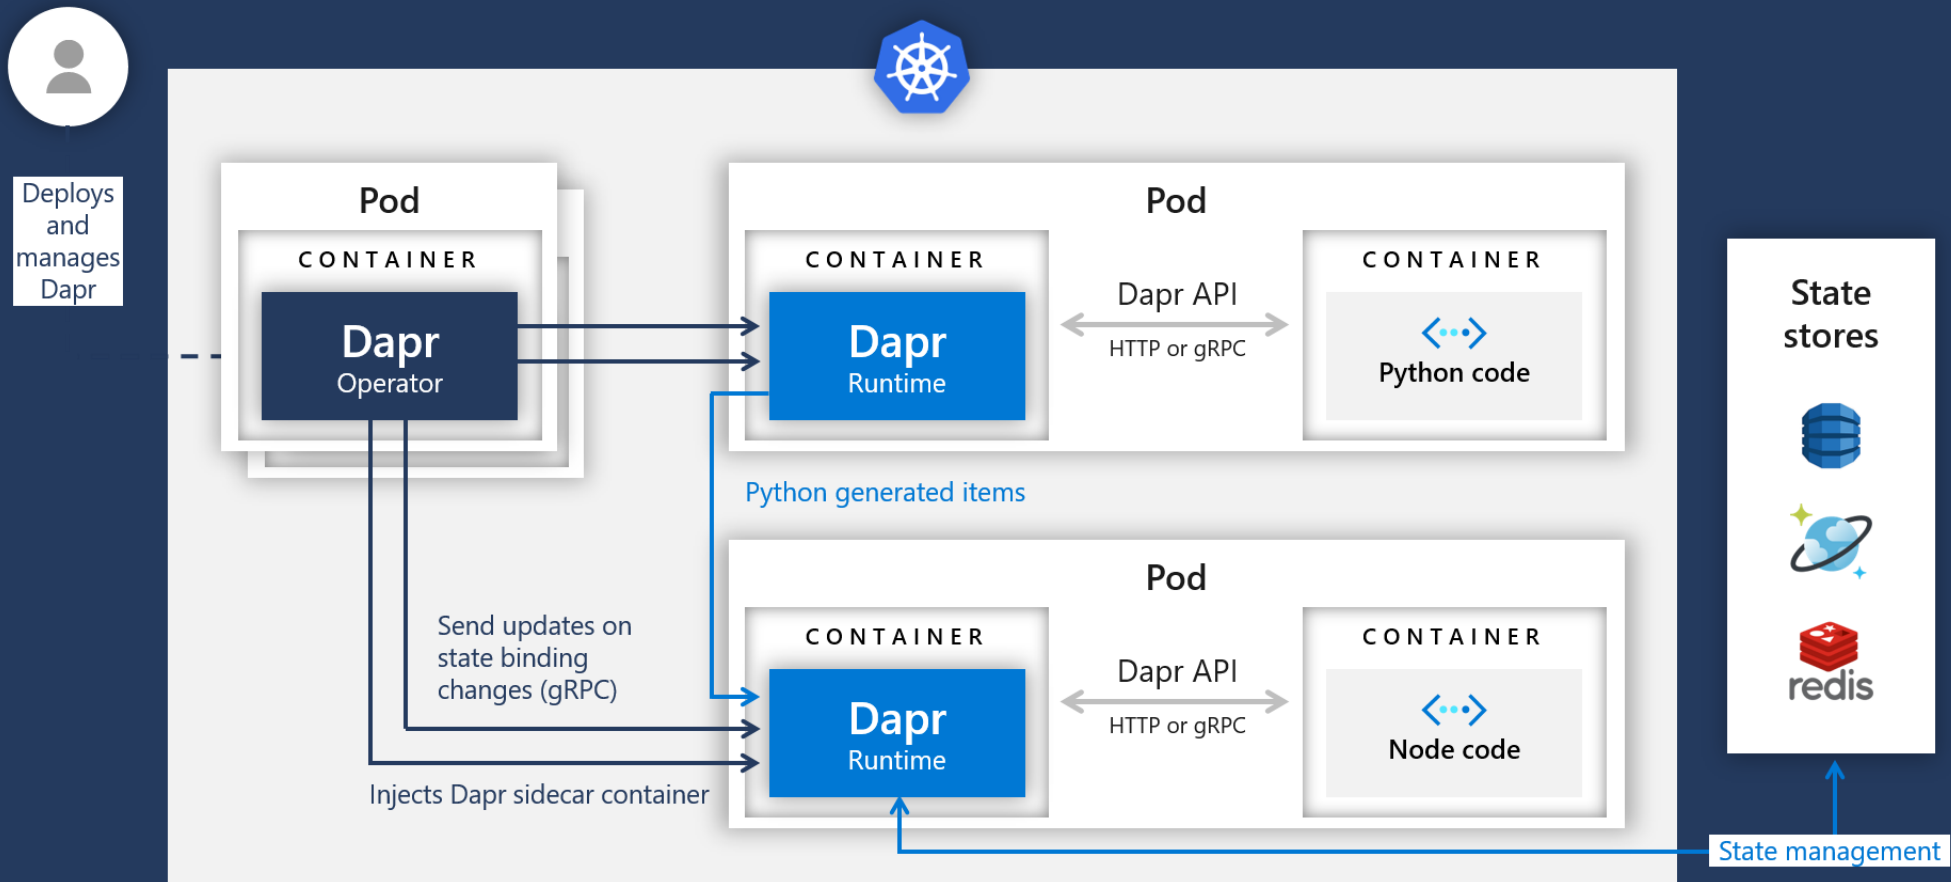 Deploys
and
manages
Dapr
Pod
CONTAINER
Dapr
Operator
Pod
CONTAINER
Dapr
Runtime
Dapr API
HTTP or gRPC
CONTAINER
Python code
Python generated items
Send updates on
state binding
changes (gRPC)
Injects Dapr sidecar container
Pod
CONTAINER
Dapr
Runtime
Dapr API
HTTP or gRPC
CONTAINER
Node code
State
stores
redis
State management